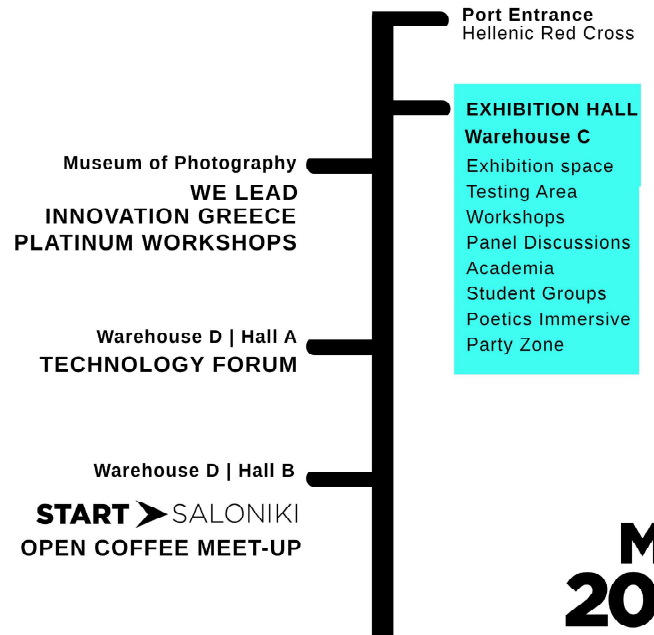 Port Entrance
Hellenic Red Cross
EXHIBITION HALL
Warehouse C
Exhibition space
Testing Area
Workshops
Panel Discussions
Academia
Student Groups
Poetics Immersive
Party Zone
Museum of Photography
WE LEAD
INNOVATION GREECE
PLATINUM WORKSHOPS
Warehouse D | Hall A
TECHNOLOGY FORUM
Warehouse D | Hall B
START SALONIKI
OPEN COFFEE MEET-UP